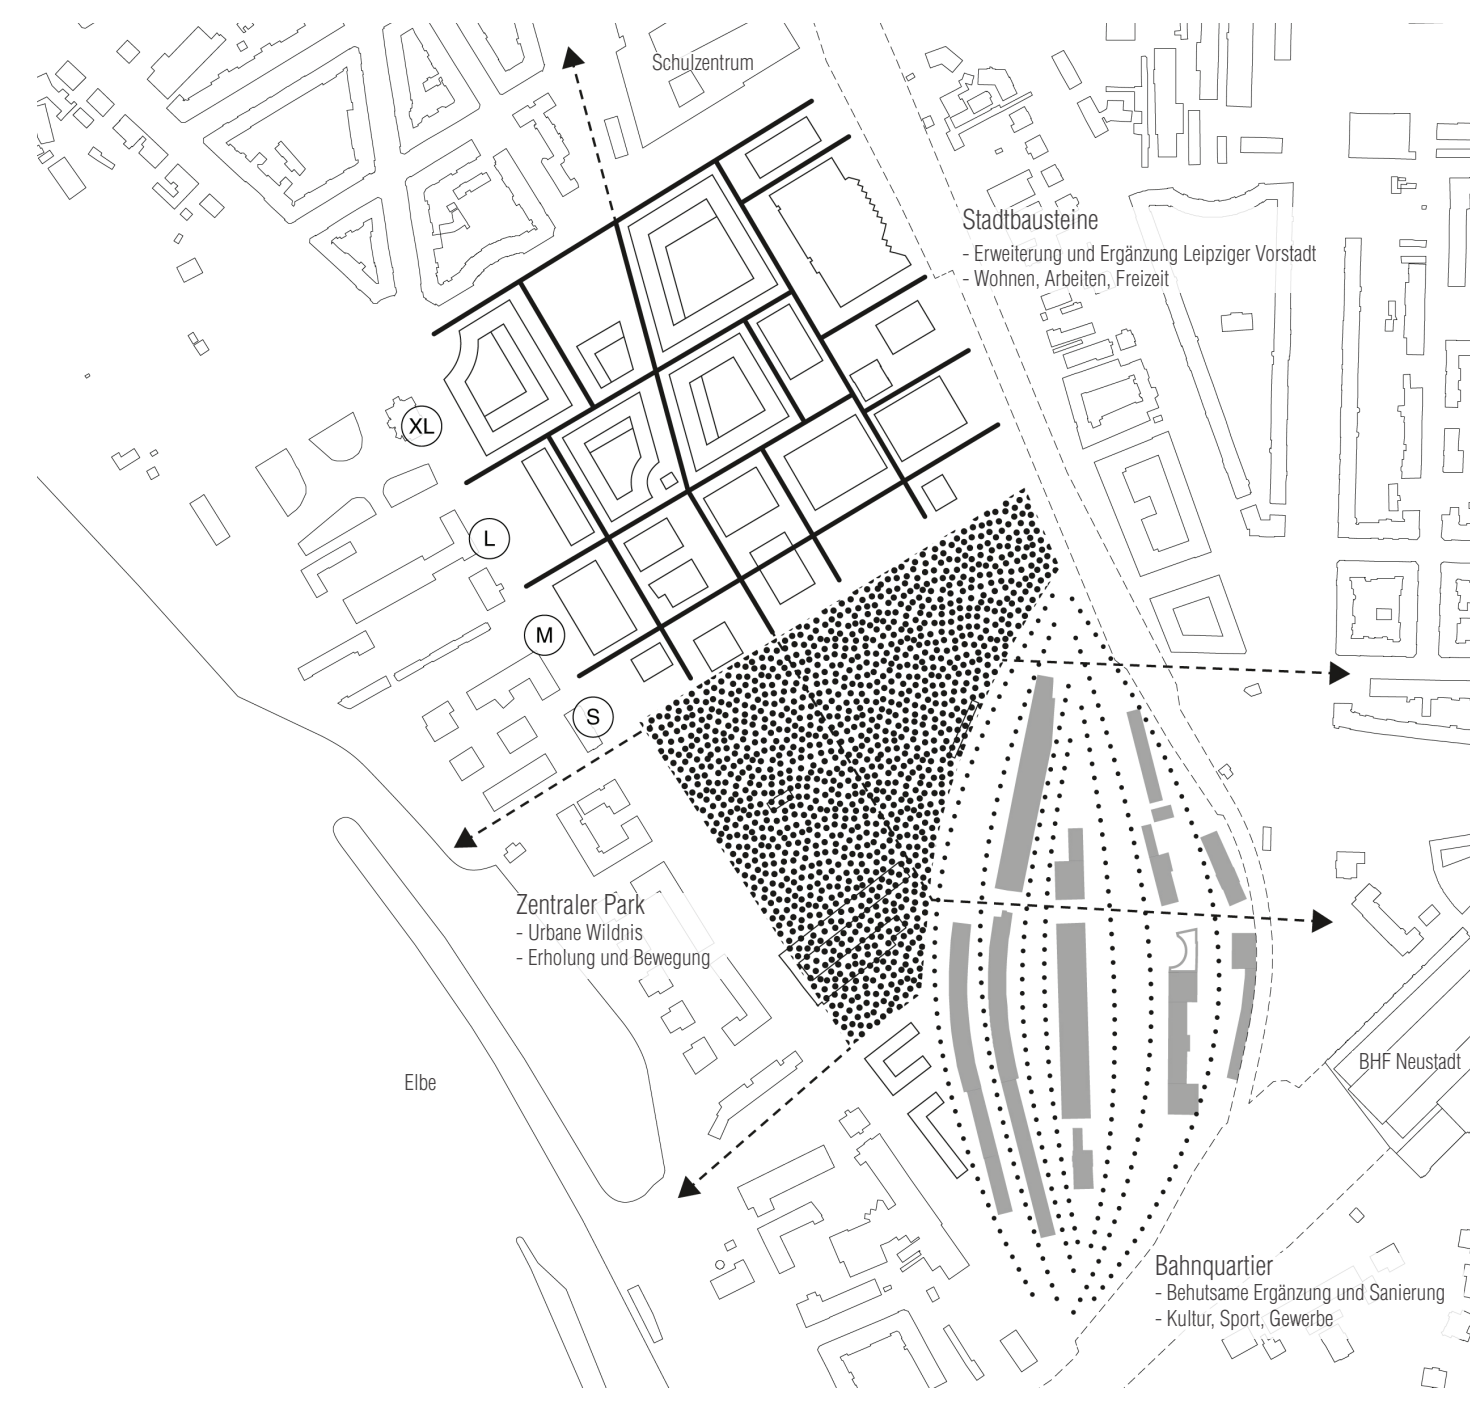 Schulzentrum
Stadtbausteine
- Erweiterung und Ergänzung Leipziger Vorstadt
- Wohnen, Arbeiten, Freizeit
XL
L
M
S
Zentraler Park
- Urbane Wildnis
- Erholung und Bewegung
Elbe
BHF Neustadt
Bahnquartier
- Behutsame Ergänzung und Sanierung
- Kultur, Sport, Gewerbe